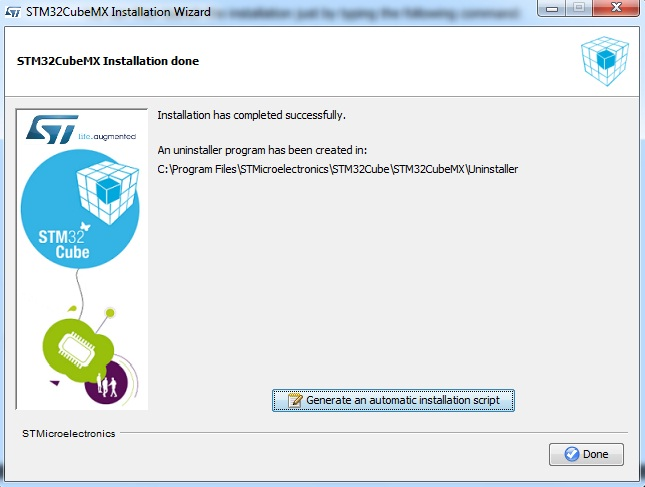 STM32CubeMX Installation Wizard
installation just by typing the following command:
STM32CubeMX Installation done
ST
life.augmented
Installation has completed successfully.
An uninstaller program has been created in:
C:\Program Files\STMicroelectronics\STM32Cube\STM32CubeMX\Uninstaller
STM32
Cube
Generate an automatic installation script
STMicroelectronics
Done